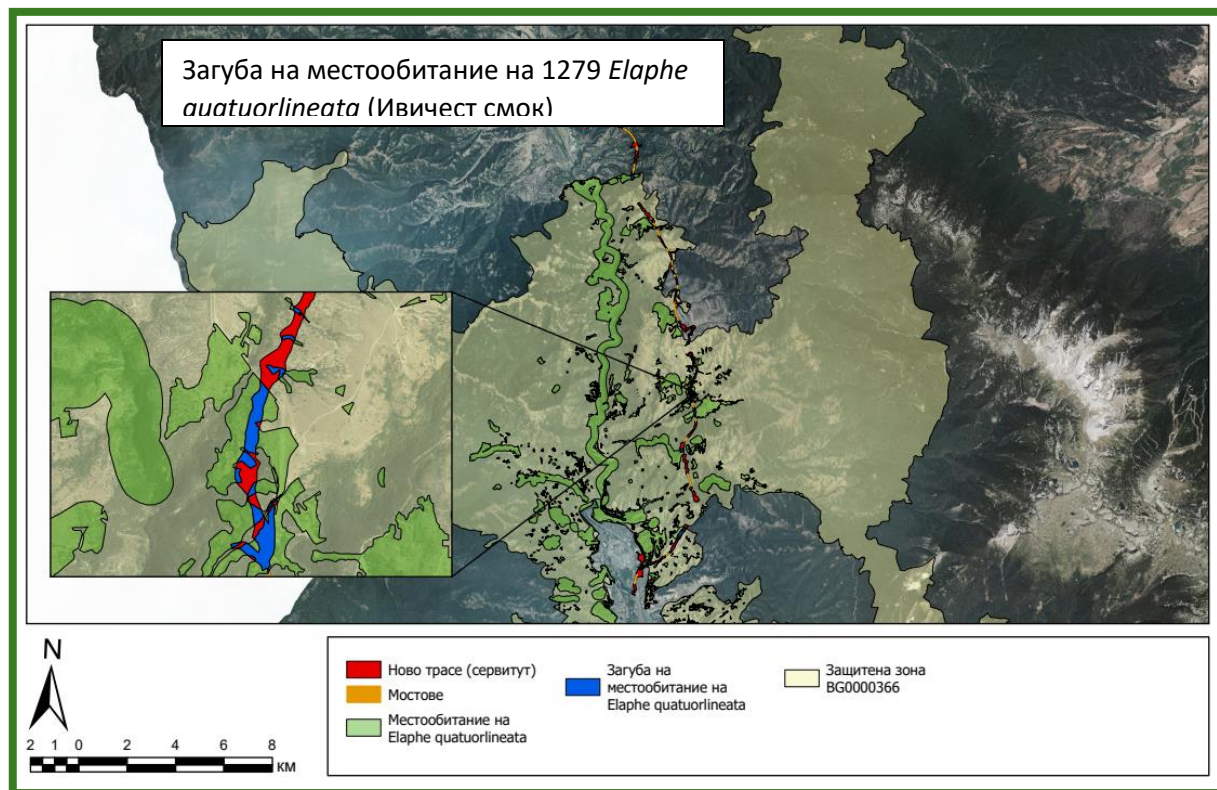 Загуба на местообитание на 1279 Elaphe
quatuorlineata (Ивичест смок)
N
2 1 0 2 4 6 8
КМ
Ново трасе (сервитут)
Мостове
Местообитание на
Elaphe quatuorlineata
Загуба на
местообитание на
Elaphe quatuorlineata
Защитена зона
BG0000366